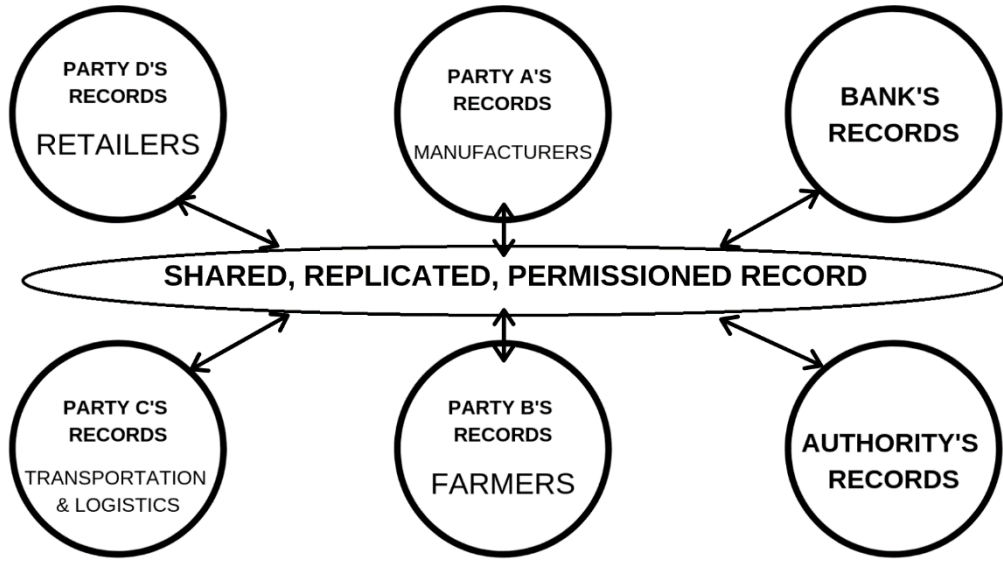 PARTY D'S
RECORDS
RETAILERS
PARTY A'S
RECORDS
MANUFACTURERS
BANK'S
RECORDS
SHARED, REPLICATED, PERMISSIONED RECORD
PARTY C'S
RECORDS
TRANSPORTATION
& LOGISTICS
PARTY B'S
RECORDS
FARMERS
AUTHORITY'S
RECORDS